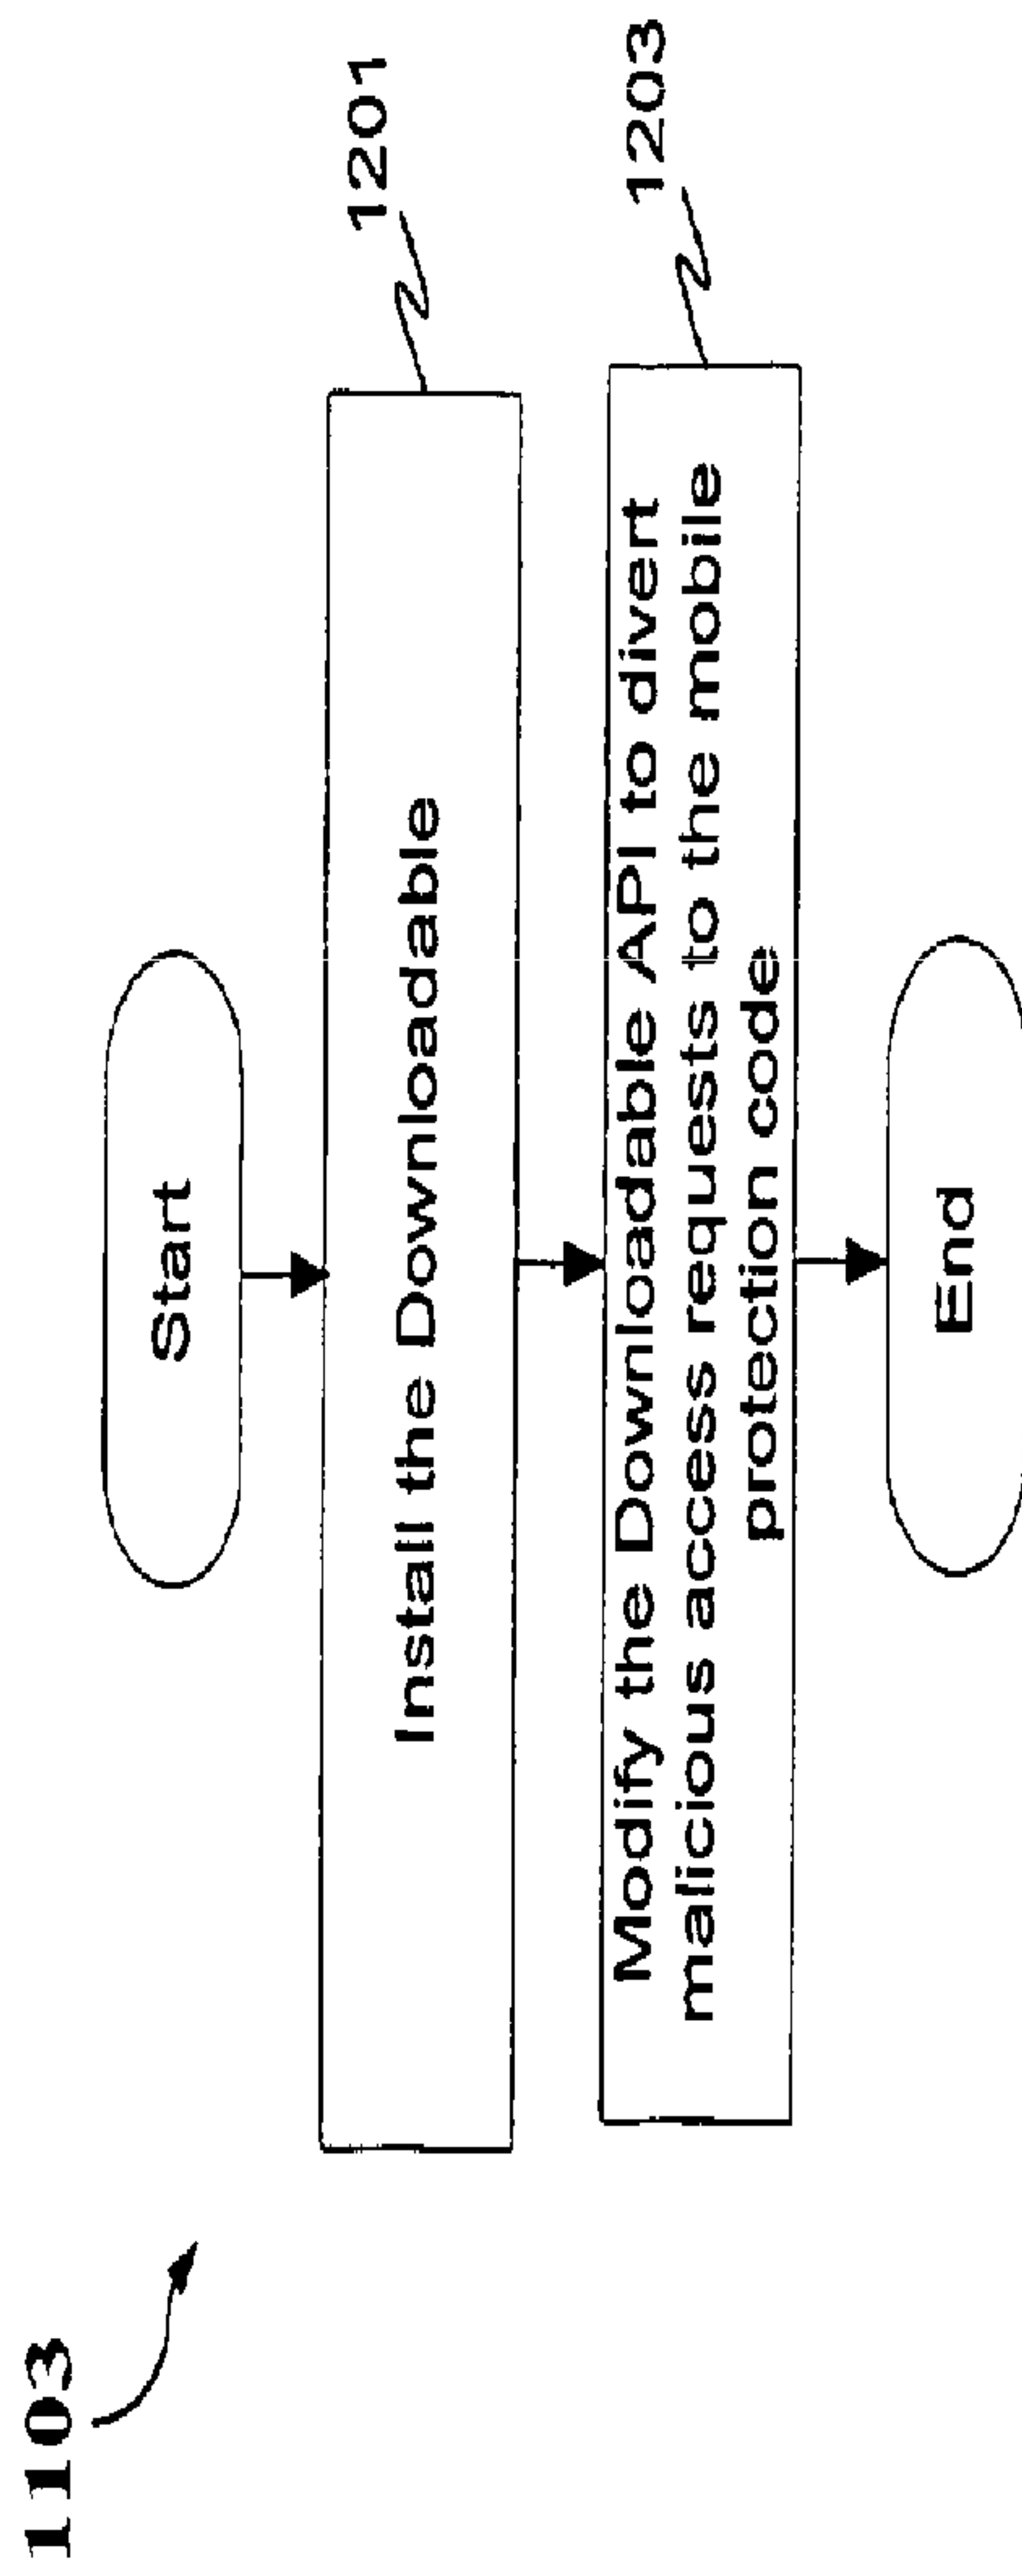 1103
Start
Install the Downloadable
1201
Modify the Downloadable API to divert
malicious access requests to the mobile
protection code
1203
End